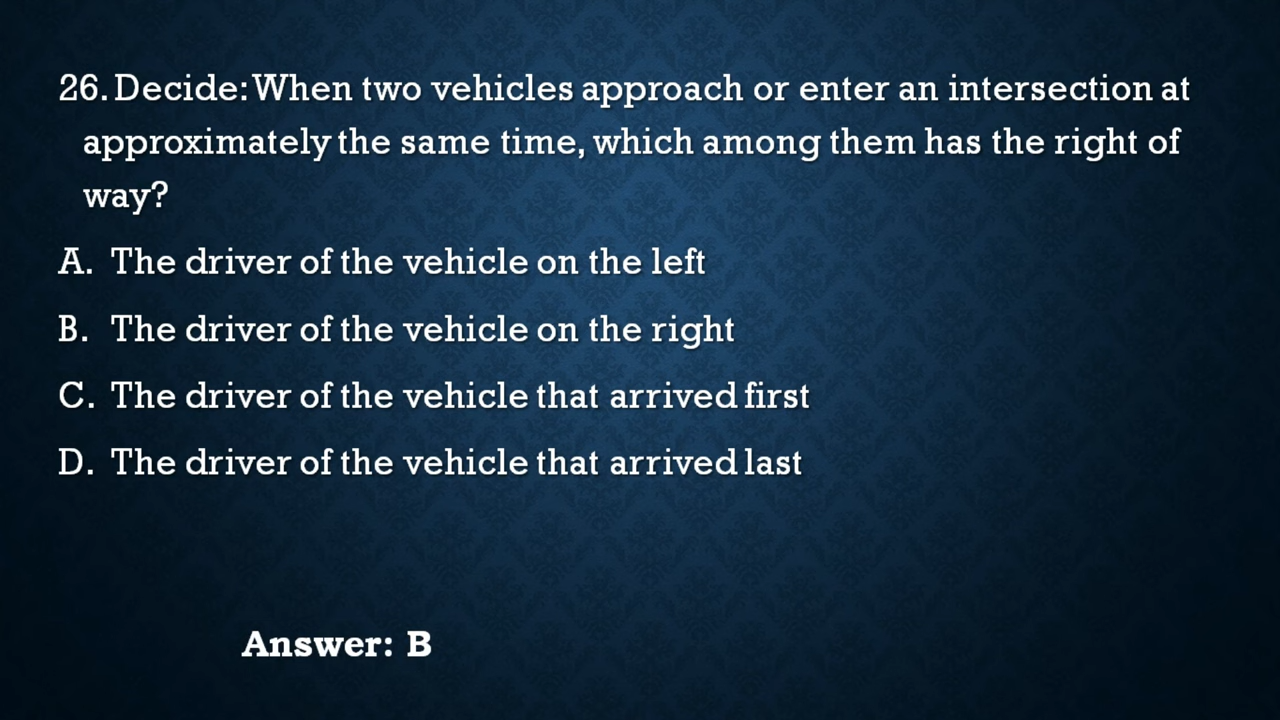 26. Decide: When two vehicles approach or enter an intersection at
approximately the same time, which among them has the right of
way?
A. The driver of the vehicle on the left
B. The driver of the vehicle on the right
C. The driver of the vehicle that arrived first
D. The driver of the vehicle that arrived last
Answer: B